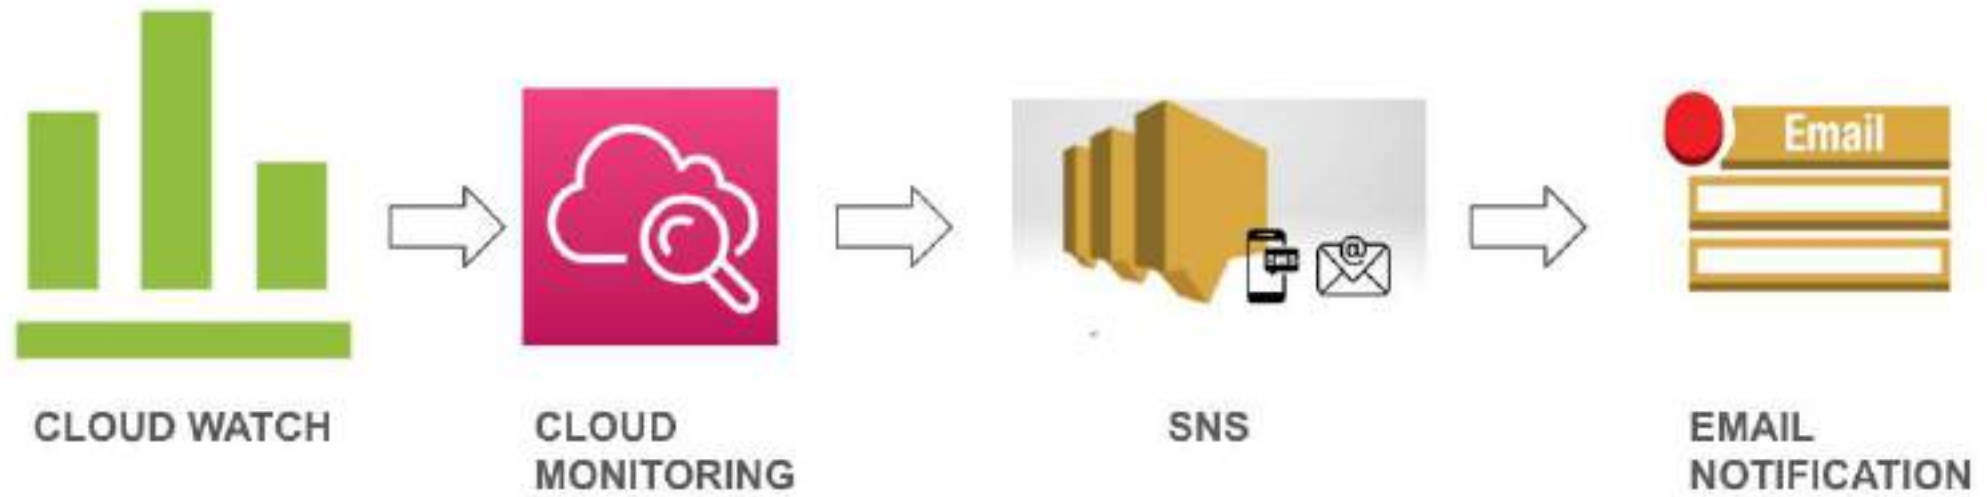 Email
@
CLOUD WATCH
CLOUD
MONITORING
SNS
EMAIL
NOTIFICATION